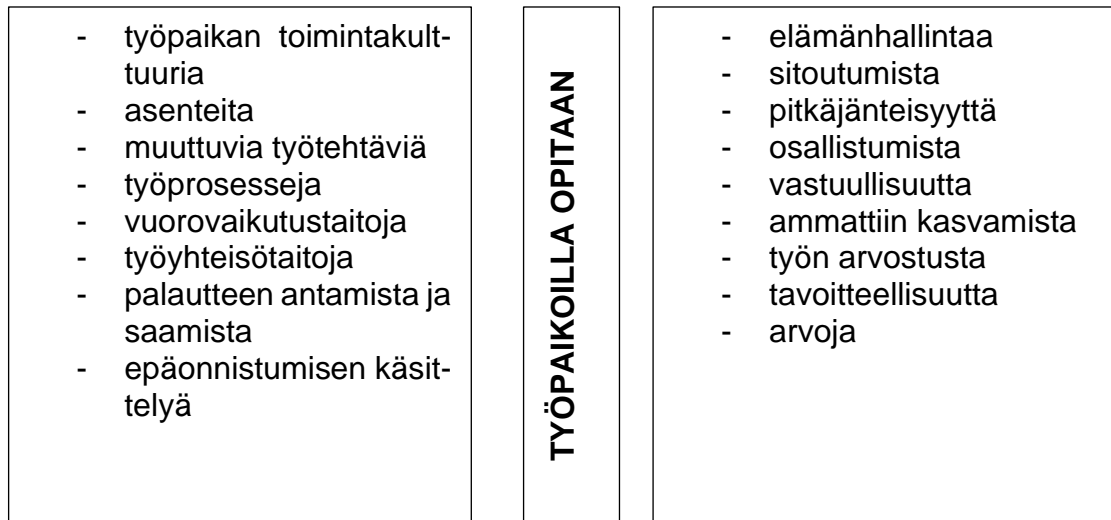 - työpaikan toimintakult-
tuuria
- asenteita
- muuttuvia työtehtäviä
- työprosesseja
- vuorovaikutustaitoja
- työyhteisötaitoja
- palautteen antamista ja
saamista
- epäonnistumisen käsit-
telyä
TYÖPAIKOILLA OPITAAN
- elämänhallintaa
- sitoutumista
- pitkäjänteisyyttä
- osallistumista
- vastuullisuutta
- ammattiin kasvamista
- työn arvostusta
- tavoitteellisuutta
- arvoja